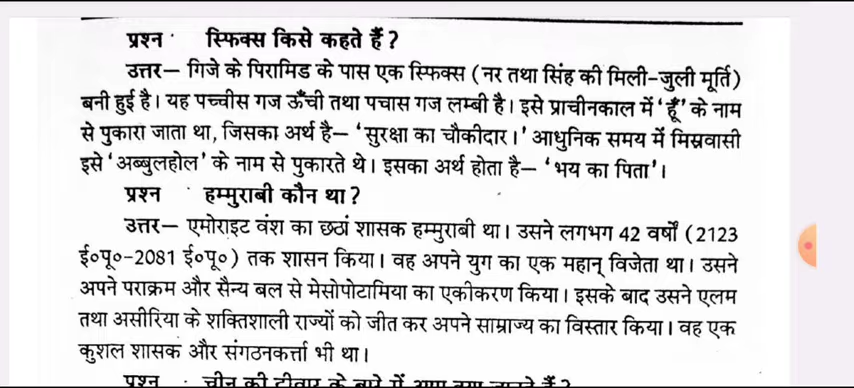 प्रश्न · स्फिक्स किसे कहते हैं ?
उत्तर– गिजे के पिरामिड के पास एक स्फिक्स (नर तथा सिंह की मिली-जुली मूर्ति)
बनी हुई है। यह पच्चीस गज ऊँची तथा पचास गज लम्बी है। इसे प्राचीनकाल में ‘हूँ’ के नाम
से पुकारा जाता था, जिसका अर्थ है– ‘सुरक्षा का चौकीदार।’ आधुनिक समय में मिस्रवासी
इसे ‘अब्बुलहोल’ के नाम से पुकारते थे। इसका अर्थ होता है– ‘भय का पिता’।
प्रश्न हम्मुराबी कौन था ?
उत्तर– एमोराइट वंश का छठां शासक हम्मुराबी था। उसने लगभग 42 वर्षों (2123
ई०पू०-2081 ई०पू०) तक शासन किया। वह अपने युग का एक महान् विजेता था। उसने
अपने पराक्रम और सैन्य बल से मेसोपोटामिया का एकीकरण किया। इसके बाद उसने एलम
तथा असीरिया के शक्तिशाली राज्यों को जीत कर अपने साम्राज्य का विस्तार किया। वह एक
कुशल शासक और संगठनकर्त्ता भी था।
प्रश्न · चीन की दीवार के बारे में आप क्या जानते हैं ?